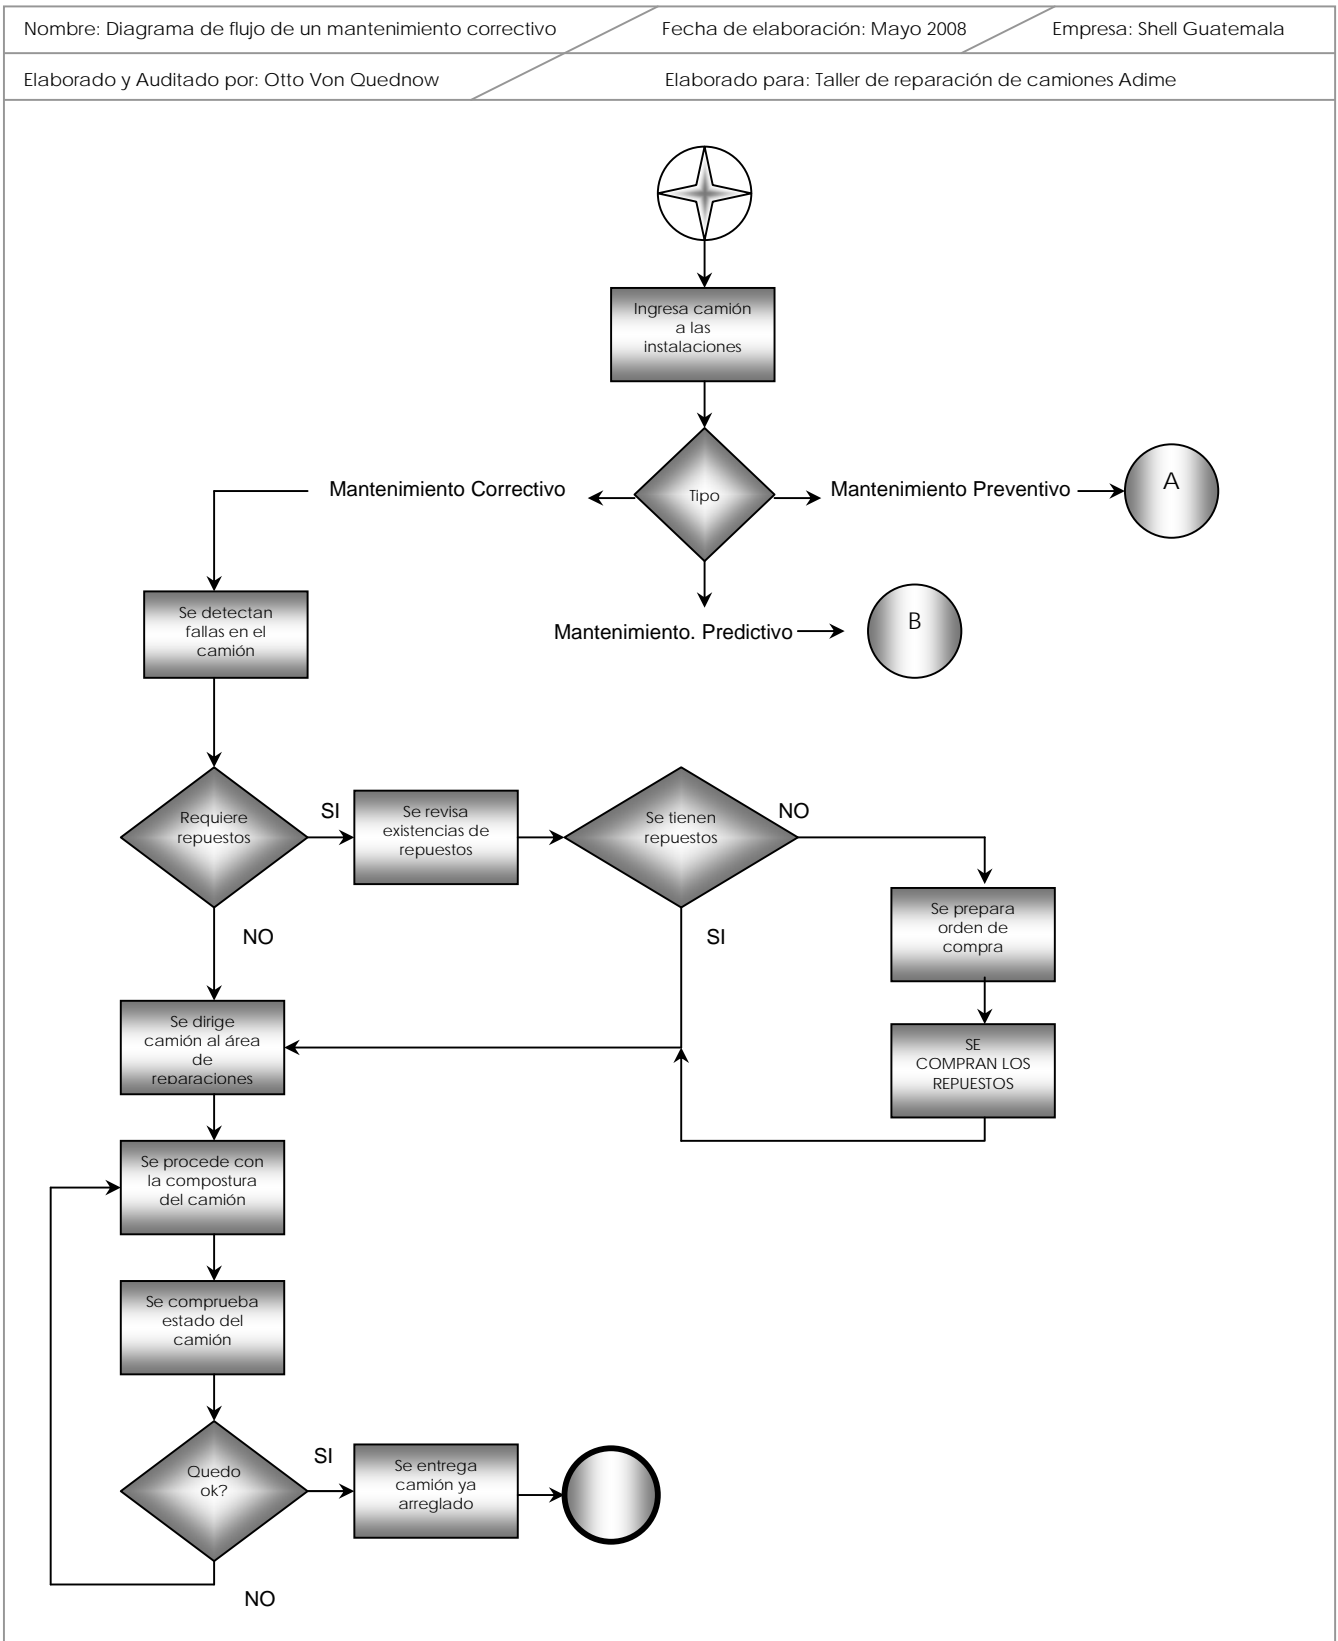 Nombre: Diagrama de flujo de un mantenimiento correctivo
Fecha de elaboración: Mayo 2008
Empresa: Shell Guatemala
Elaborado y Auditado por: Otto Von Quednow
Elaborado para: Taller de reparación de camiones Adime
Ingresa camión
a las
instalaciones
Tipo
Mantenimiento Correctivo
Mantenimiento Preventivo
A
Mantenimiento. Predictivo
B
Se detectan
fallas en el
camión
Requiere
repuestos
SI
Se revisa
existencias de
repuestos
Se tienen
repuestos
NO
Se prepara
orden de
compra
NO
SI
Se dirige
camión al área
de
reparaciones
SE
COMPRAN LOS
REPUESTOS
Se procede con
la compostura
del camión
Se comprueba
estado del
camión
Quedo
ok?
SI
Se entrega
camión ya
arreglado
NO